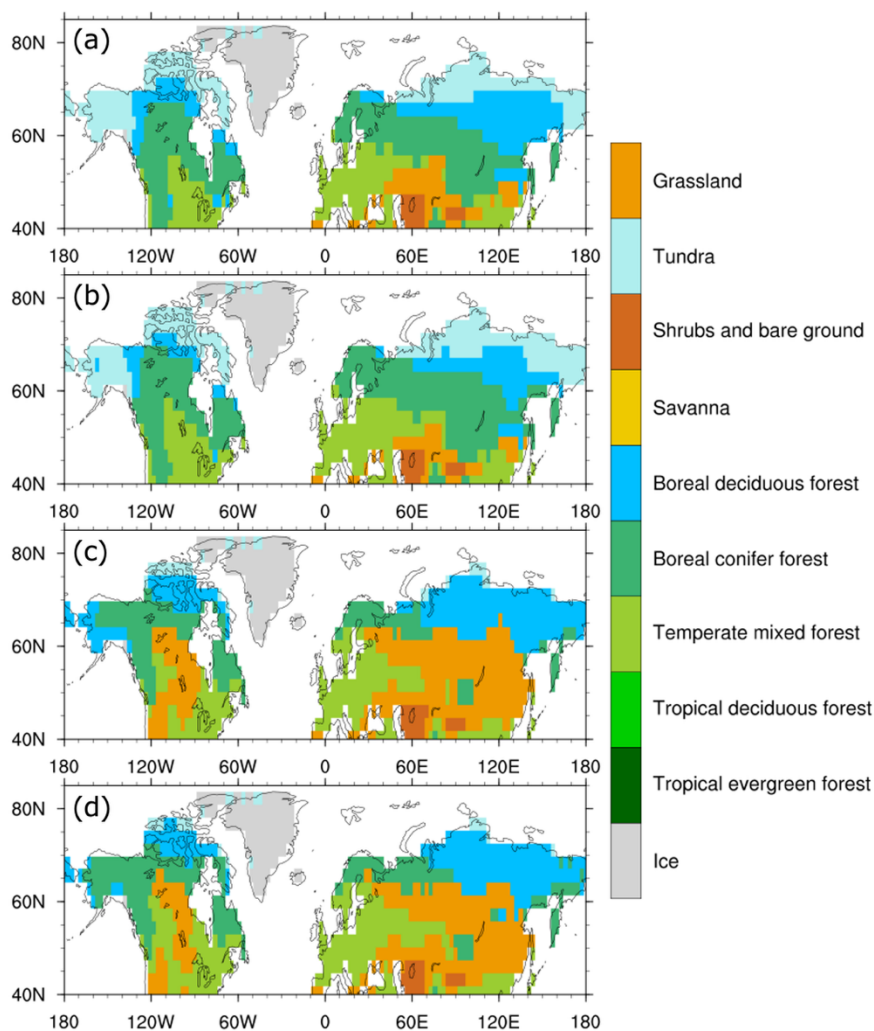 (a)
80N
60N
40N
180 120W 60W 0 60E 120E 180
(b)
80N
60N
40N
180 120W 60W 0 60E 120E 180
(c)
80N
60N
40N
180 120W 60W 0 60E 120E 180
(d)
80N
60N
40N
180 120W 60W 0 60E 120E 180
Grassland
Tundra
Shrubs and bare ground
Savanna
Boreal deciduous forest
Boreal conifer forest
Temperate mixed forest
Tropical deciduous forest
Tropical evergreen forest
Ice